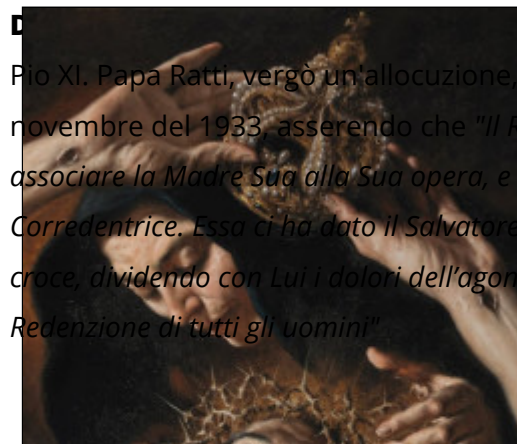 D
Pio XI. Papa Ratti, vergò un'allocuzione,
novembre del 1933, asserendo che "Il R
associare la Madre Sua alla Sua opera, e
Corredentrice. Essa ci ha dato il Salvatore
croce, dividendo con Lui i dolori dell’agon
Redenzione di tutti gli uomini"